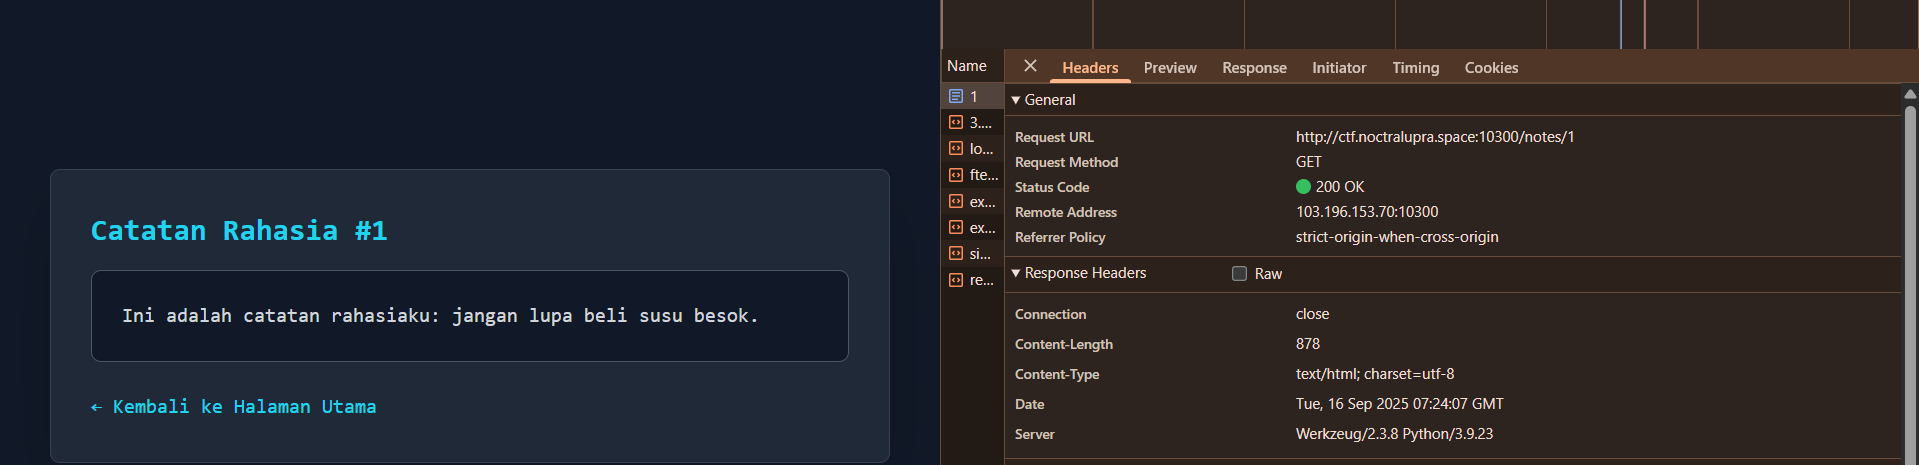 Catatan Rahasia #1
Ini adalah catatan rahasiaku: jangan lupa beli susu besok.
← Kembali ke Halaman Utama
Name
1
3....
lo...
fte...
ex...
ex...
si...
re...
Headers Preview Response Initiator Timing Cookies
General
Request URL http://ctf.noctralupra.space:10300/notes/1
Request Method GET
Status Code 200 OK
Remote Address 103.196.153.70:10300
Referrer Policy strict-origin-when-cross-origin
Response Headers Raw
Connection close
Content-Length 878
Content-Type text/html; charset=utf-8
Date Tue, 16 Sep 2025 07:24:07 GMT
Server Werkzeug/2.3.8 Python/3.9.23